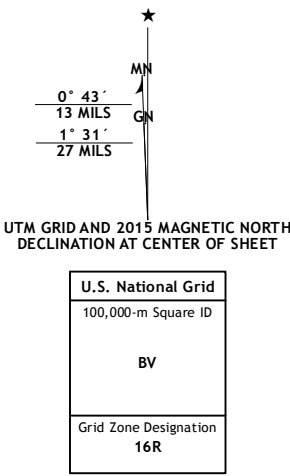 MN
0° 43´
13 MILS
GN
1° 31´
27 MILS
UTM GRID AND 2015 MAGNETIC NORTH
DECLINATION AT CENTER OF SHEET
U.S. National Grid
100,000-m Square ID
BV
Grid Zone Designation
16R